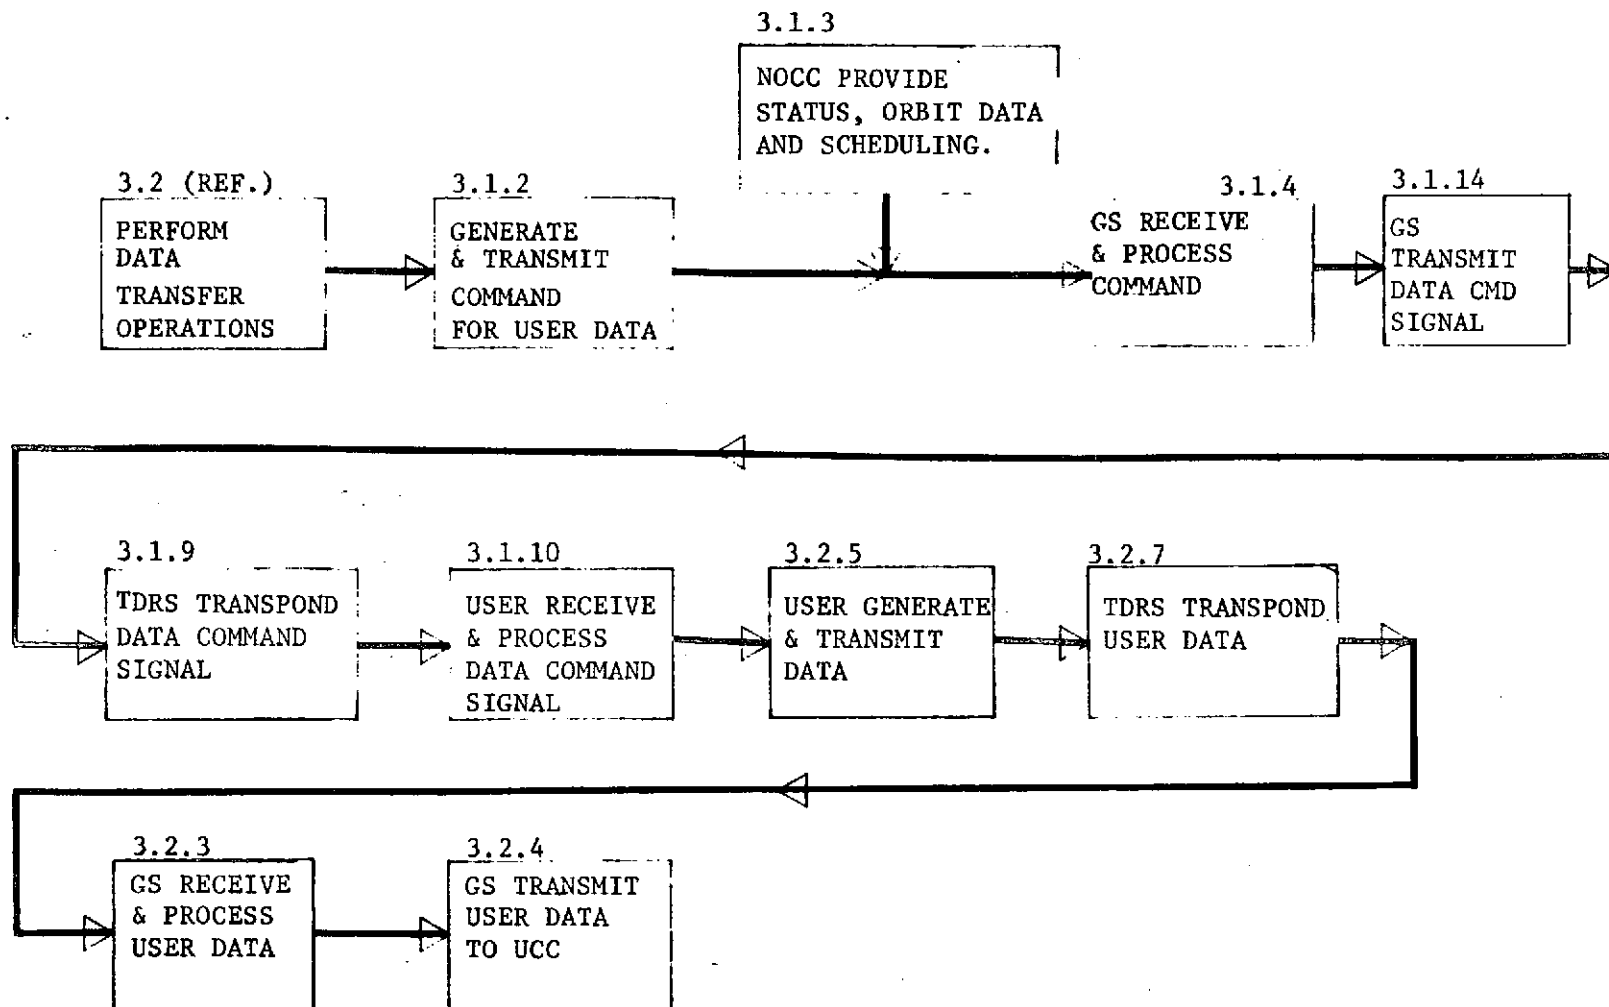 3.1.3
NOCC PROVIDE
STATUS, ORBIT DATA
AND SCHEDULING.
3.2 (REF.)
PERFORM
DATA
TRANSFER
OPERATIONS
3.1.2
GENERATE
& TRANSMIT
COMMAND
FOR USER DATA
3.1.4
GS RECEIVE
& PROCESS
COMMAND
3.1.14
GS
TRANSMIT
DATA CMD
SIGNAL
3.1.9
TDRS TRANSPOND
DATA COMMAND
SIGNAL
3.1.10
USER RECEIVE
& PROCESS
DATA COMMAND
SIGNAL
3.2.5
USER GENERATE
& TRANSMIT
DATA
3.2.7
TDRS TRANSPOND
USER DATA
3.2.3
GS RECEIVE
& PROCESS
USER DATA
3.2.4
GS TRANSMIT
USER DATA
TO UCC